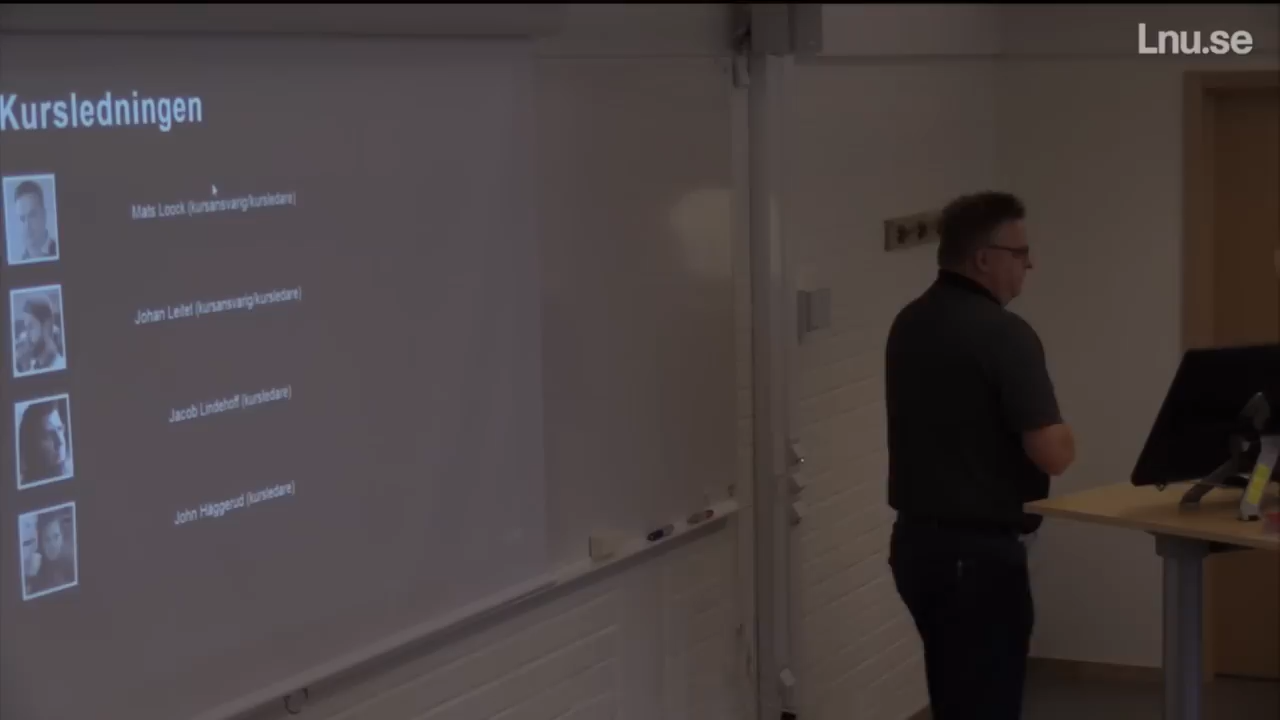 Lnu.se
Kursledningen
Mats Loock (kursansvarig/kursledare)
Johan Leitet (kursansvarig/kursledare)
Jacob Lindehoff (kursledare)
John Häggerud (kursledare)